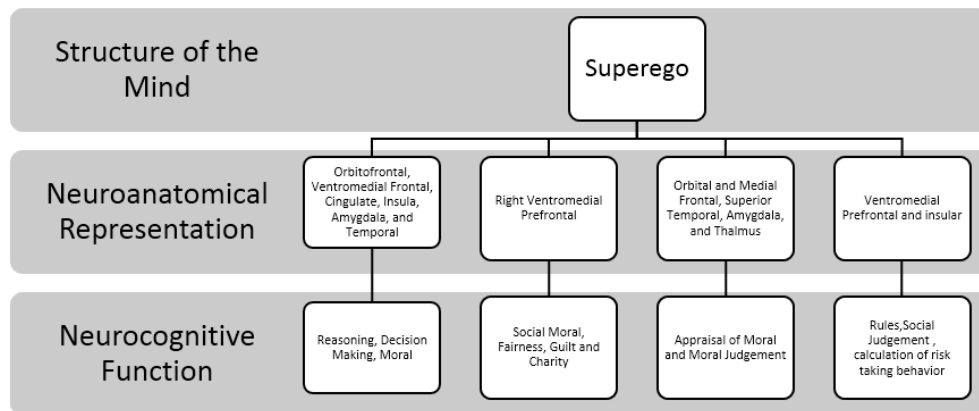 Structure of the
Mind
Superego
Neuroanatomical
Representation
Orbitofrontal,
Ventromedial Frontal,
Cingulate, Insula,
Amygdala, and
Temporal
Right Ventromedial
Prefrontal
Orbital and Medial
Frontal, Superior
Temporal, Amygdala,
and Thalmus
Ventromedial
Prefrontal and insular
Neurocognitive
Function
Reasoning, Decision
Making, Moral
Social Moral,
Fairness, Guilt and
Charity
Appraisal of Moral
and Moral Judgement
Rules,Social
Judgement ,
calculation of risk
taking behavior